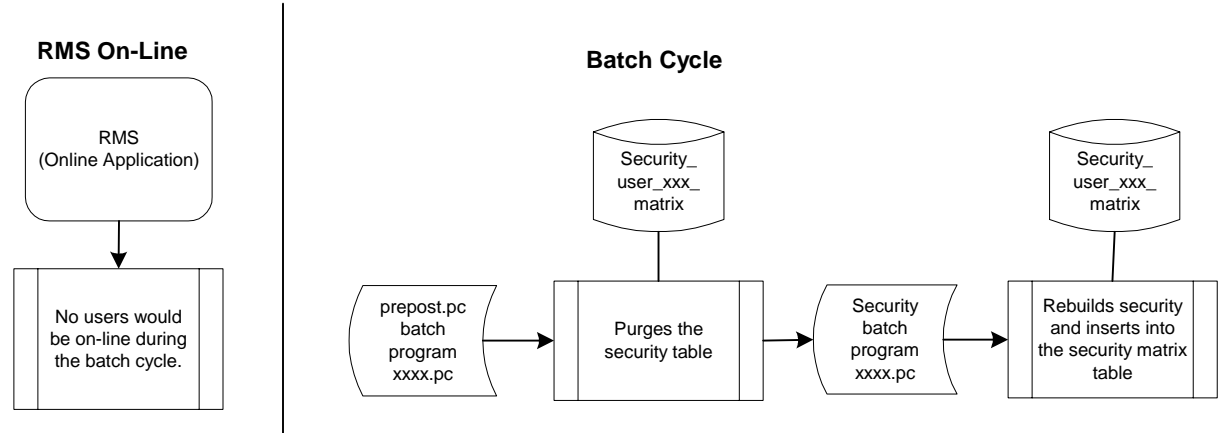 RMS On-Line
RMS
(Online Application)
No users would
be on-line during
the batch cycle.
Batch Cycle
Security_
user_xxx_
matrix
Security_
user_xxx_
matrix
prepost.pc
batch
program
xxxx.pc
Purges the
security table
Security
batch
program
xxxx.pc
Rebuilds security
and inserts into
the security matrix
table